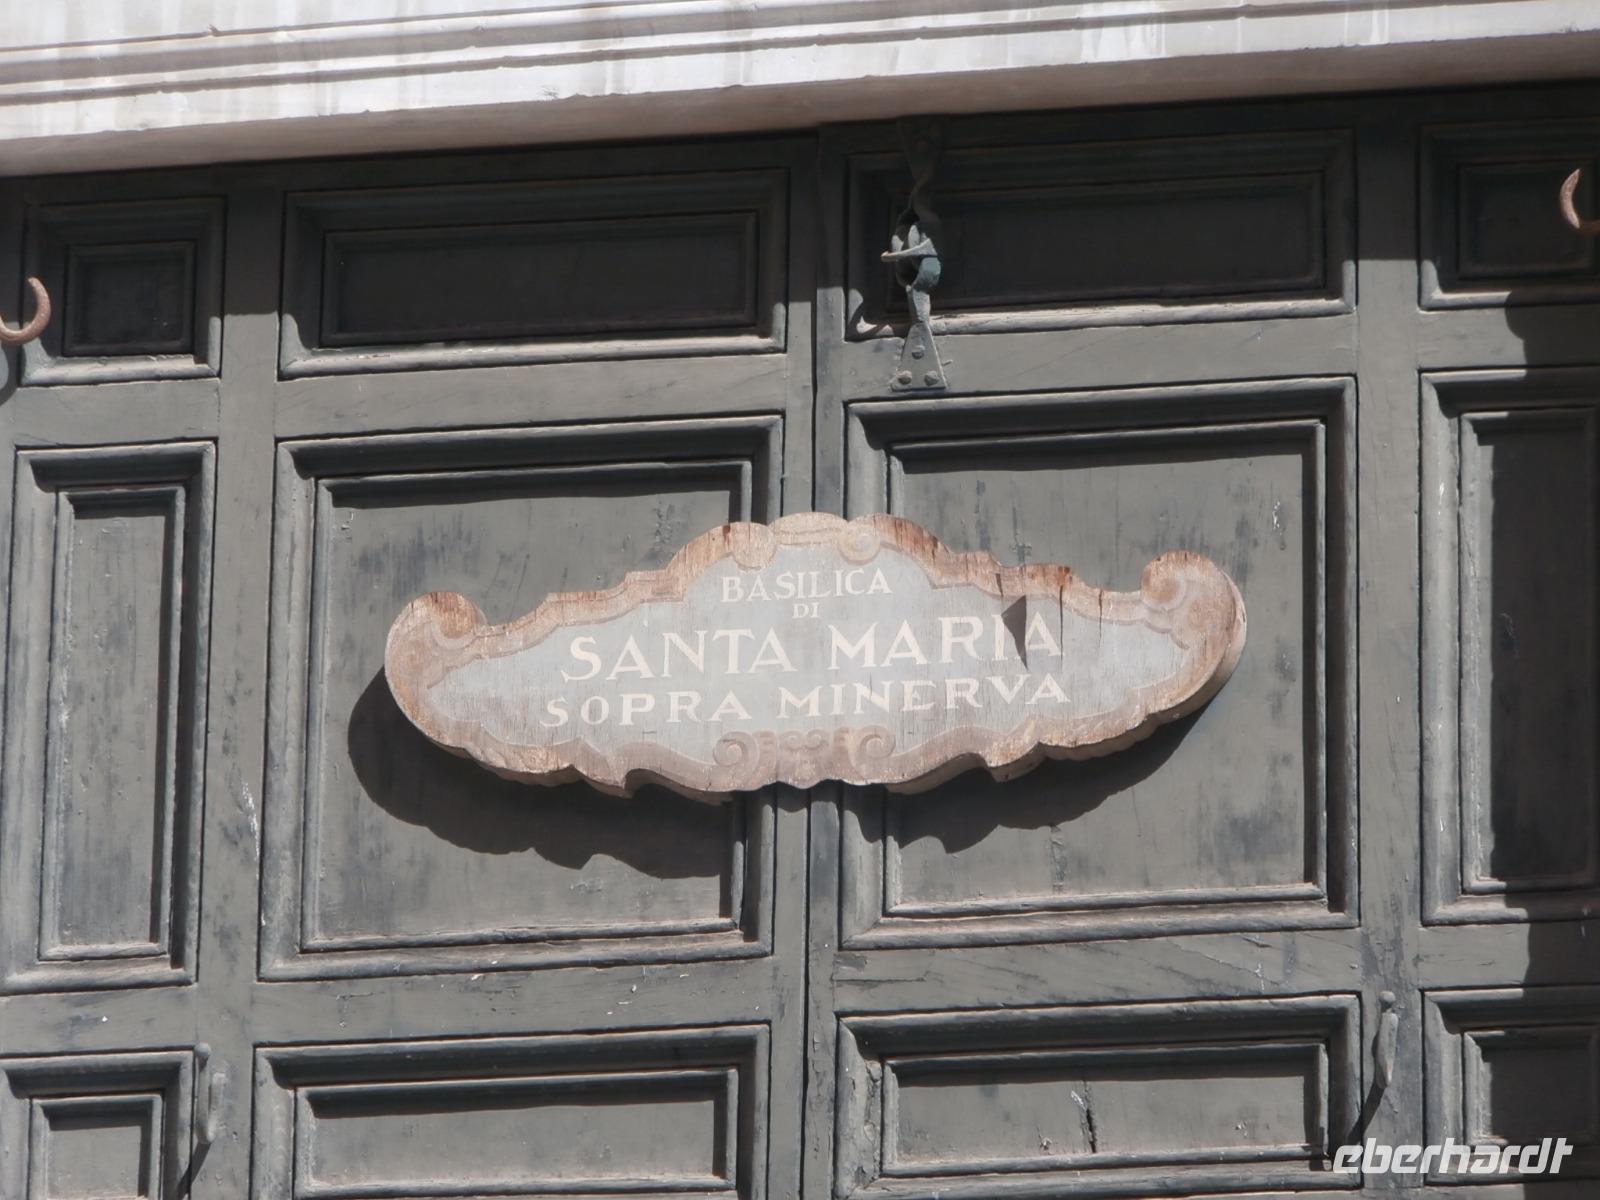 BASILICA
DI
SANTA MARIA
SOPRA MINERVA
eberhardt